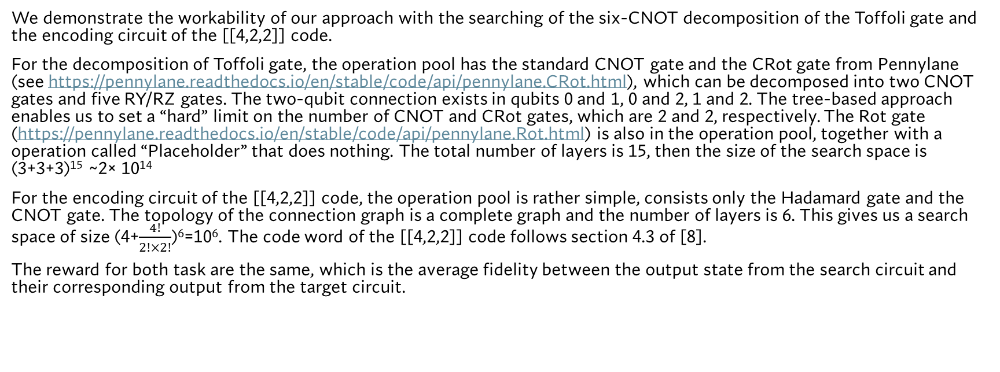 We demonstrate the workability of our approach with the searching of the six-CNOT decomposition of the Toffoli gate and
the encoding circuit of the [[4,2,2]] code.
For the decomposition of Toffoli gate, the operation pool has the standard CNOT gate and the CRot gate from Pennylane
(see https://pennylane.readthedocs.io/en/stable/code/api/pennylane.CRot.html), which can be decomposed into two CNOT
gates and five RY/RZ gates. The two-qubit connection exists in qubits 0 and 1, 0 and 2, 1 and 2. The tree-based approach
enables us to set a “hard” limit on the number of CNOT and CRot gates, which are 2 and 2, respectively. The Rot gate
(https://pennylane.readthedocs.io/en/stable/code/api/pennylane.Rot.html) is also in the operation pool, together with a
operation called “Placeholder” that does nothing. The total number of layers is 15, then the size of the search space is
(3+3+3)¹⁵ ~2× 10¹⁴
For the encoding circuit of the [[4,2,2]] code, the operation pool is rather simple, consists only the Hadamard gate and the
CNOT gate. The topology of the connection graph is a complete graph and the number of layers is 6. This gives us a search
space of size (4+4!/(2!×2!))⁶=10⁶. The code word of the [[4,2,2]] code follows section 4.3 of [8].
The reward for both task are the same, which is the average fidelity between the output state from the search circuit and
their corresponding output from the target circuit.